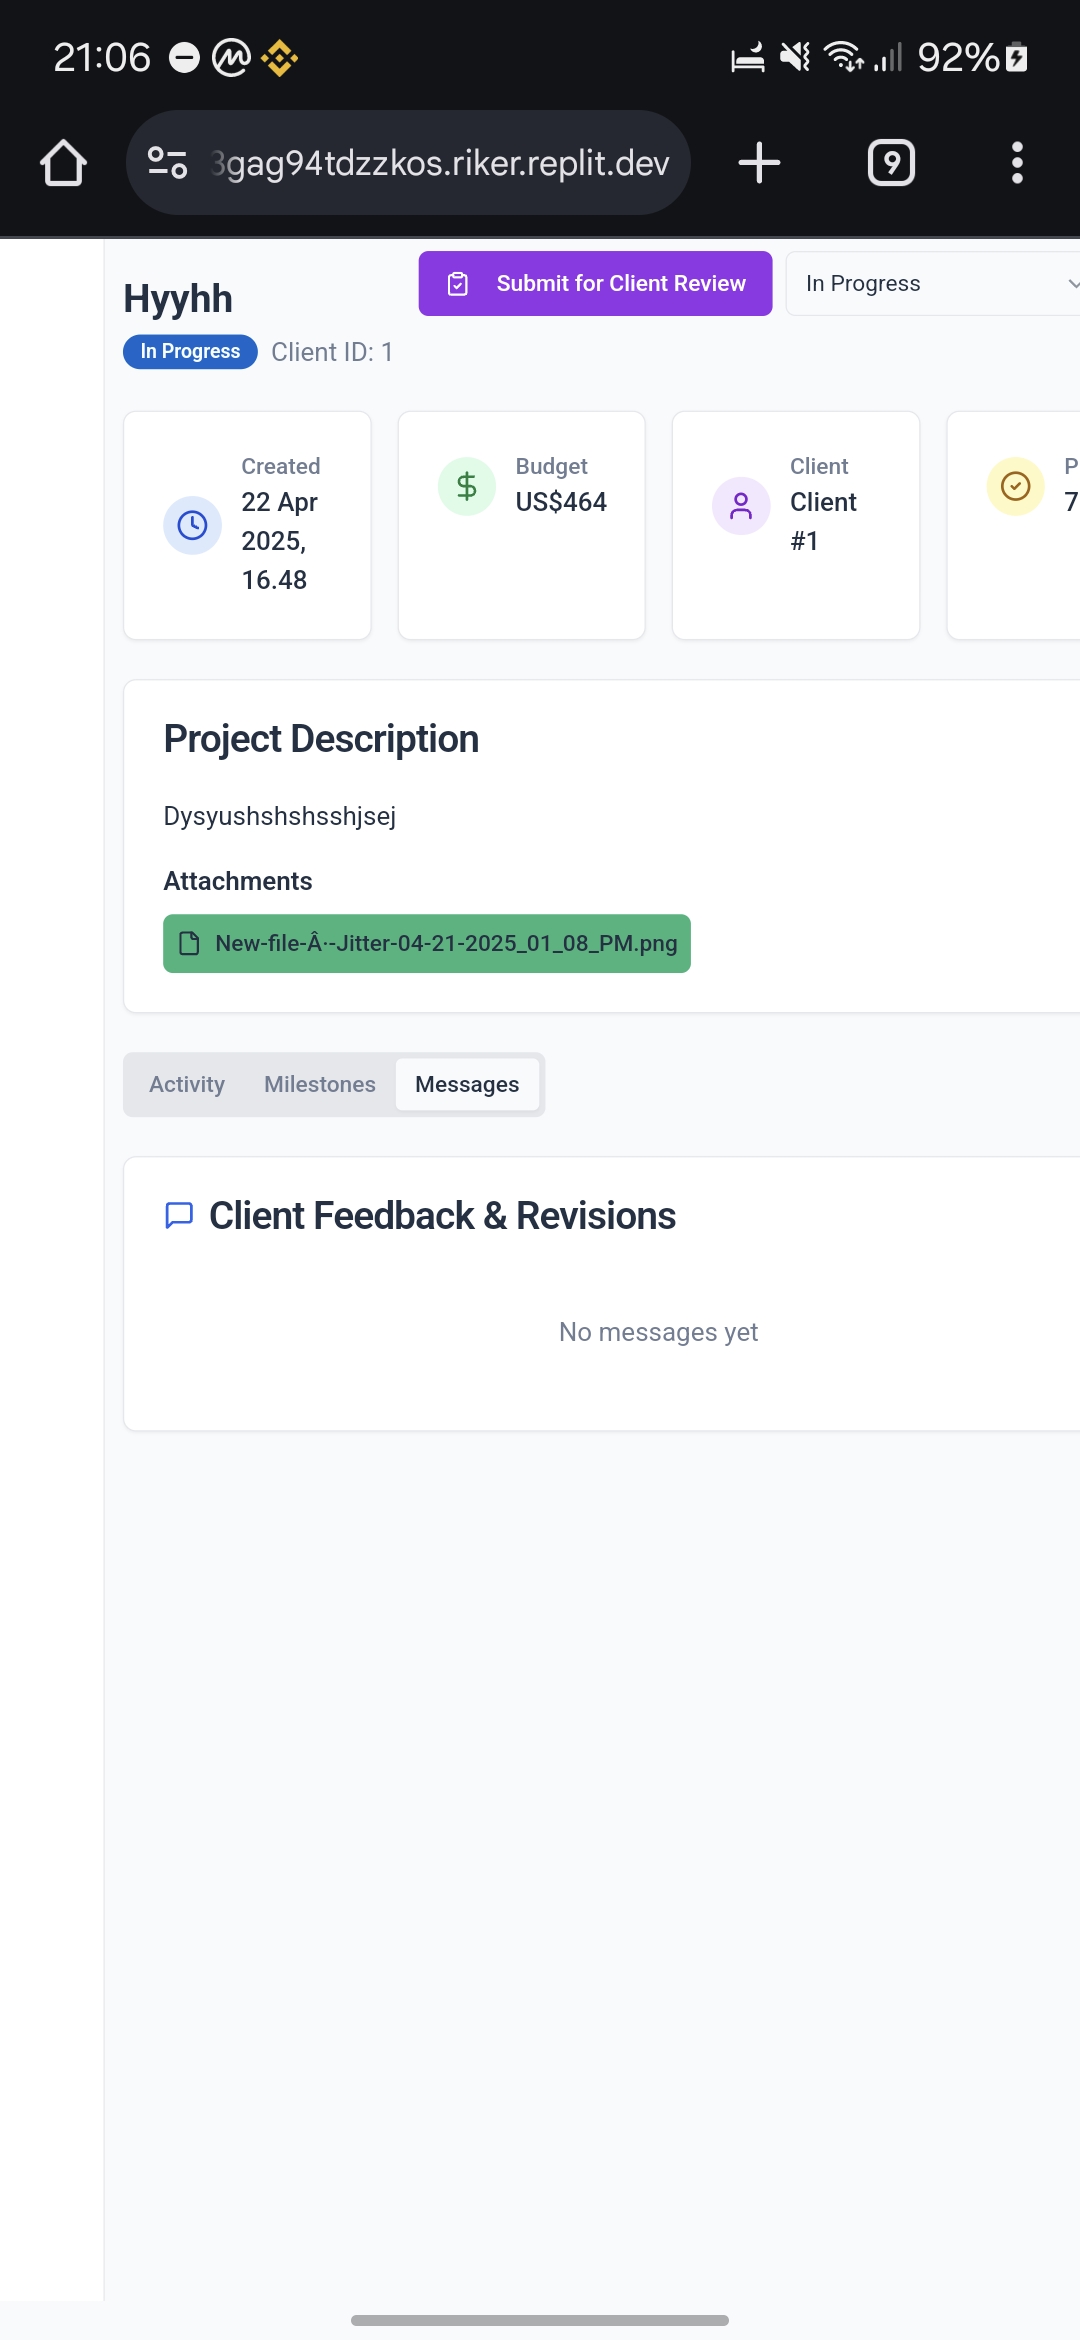 21:06
92%
3gag94tdzzkos.riker.replit.dev
9
Hyyhh
Submit for Client Review
In Progress
In Progress
Client ID: 1
Created
22 Apr
2025,
16.48
Budget
US$464
Client
Client
#1
P
7
Project Description
Dysyushshshsshjsej
Attachments
New-file-Â·-Jitter-04-21-2025_01_08_PM.png
Activity
Milestones
Messages
Client Feedback & Revisions
No messages yet